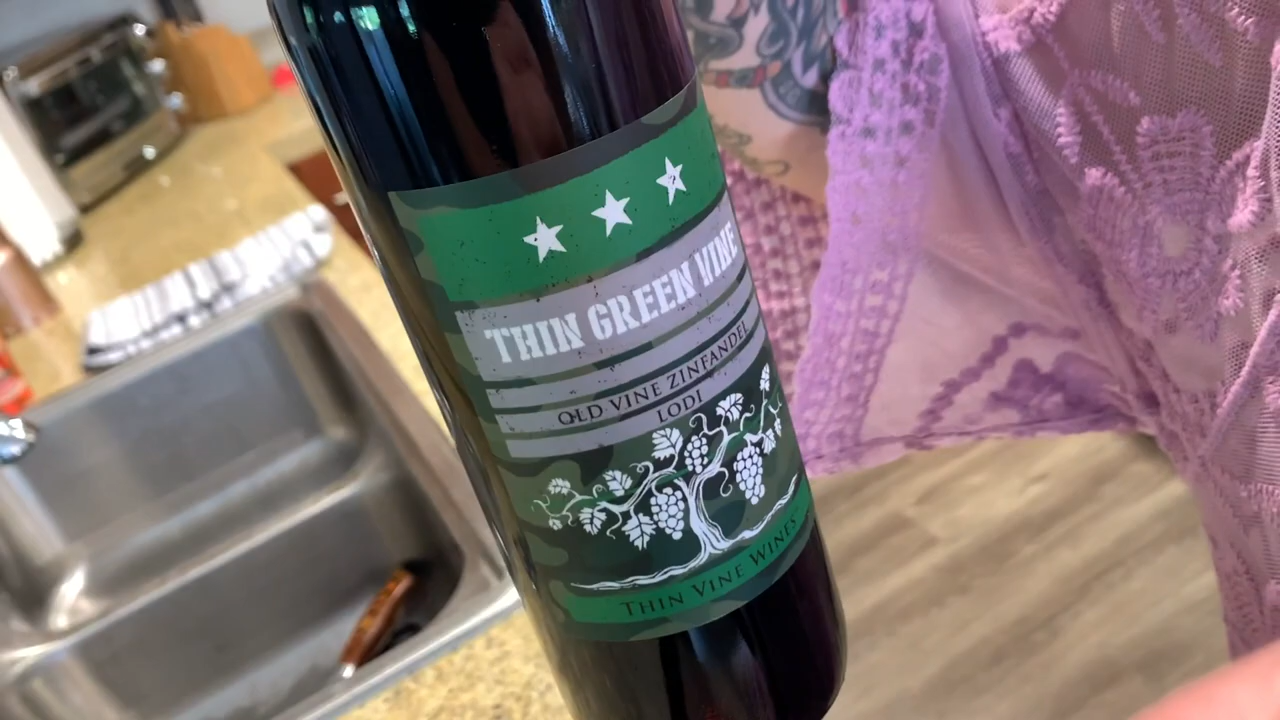 THIN GREEN VINE
OLD VINE ZINFANDEL
LODI
THIN VINE WINES